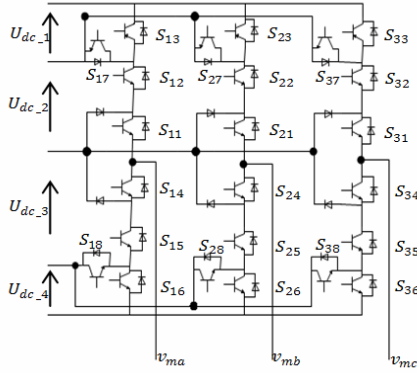 U_dc_1 S_13 S_23 S_33
S_17 S_12 S_27 S_22 S_37 S_32
U_dc_2
S_11 S_21 S_31
S_14 S_24 S_34
U_dc_3
S_18 S_15 S_28 S_25 S_38 S_35
U_dc_4 S_16 S_26 S_36
v_ma v_mb v_mc